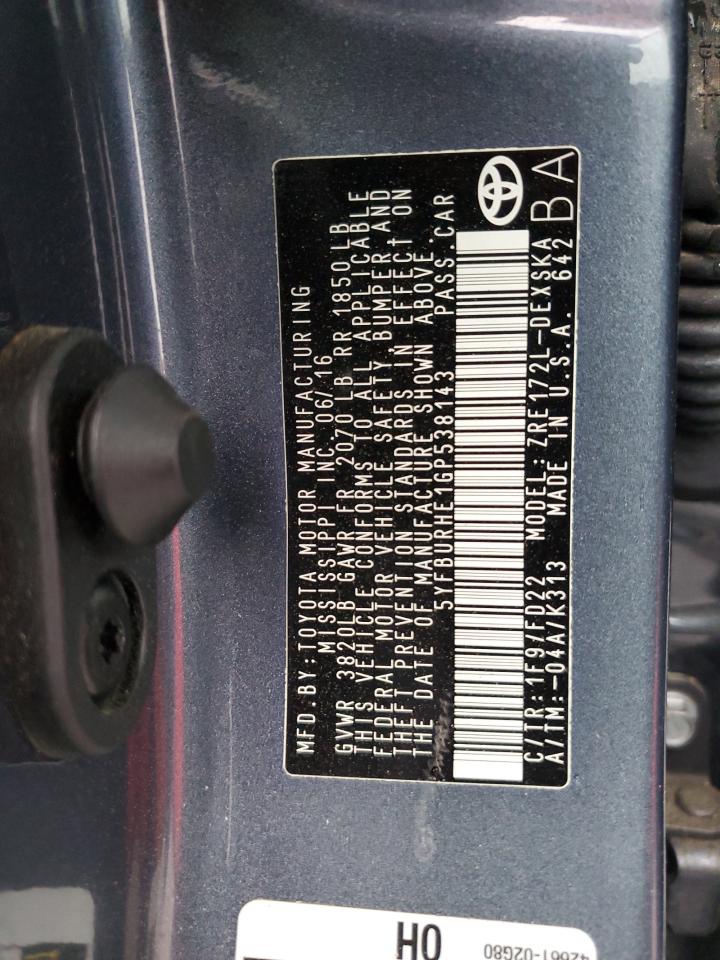 MFD.BY:TOYOTA MOTOR MANUFACTURING
MISSISSIPPI INC.06/16
GVWR 3820LB GAWR FR 2070 LB RR 1850 LB
THIS VEHICLE CONFORMS TO ALL APPLICABLE
FEDERAL MOTOR VEHICLE SAFETY, BUMPER AND
THEFT PREVENTION STANDARDS IN EFFECT ON
THE DATE OF MANUFACTURE SHOWN ABOVE.
5YFBURHE1GP538143 PASS.CAR
C/TR:1F9/FD22 MODEL:ZRE172L-DEXSKA
A/TM:-04A/K313 MADE IN U.S.A. 642
BA
HO
42661-02G80